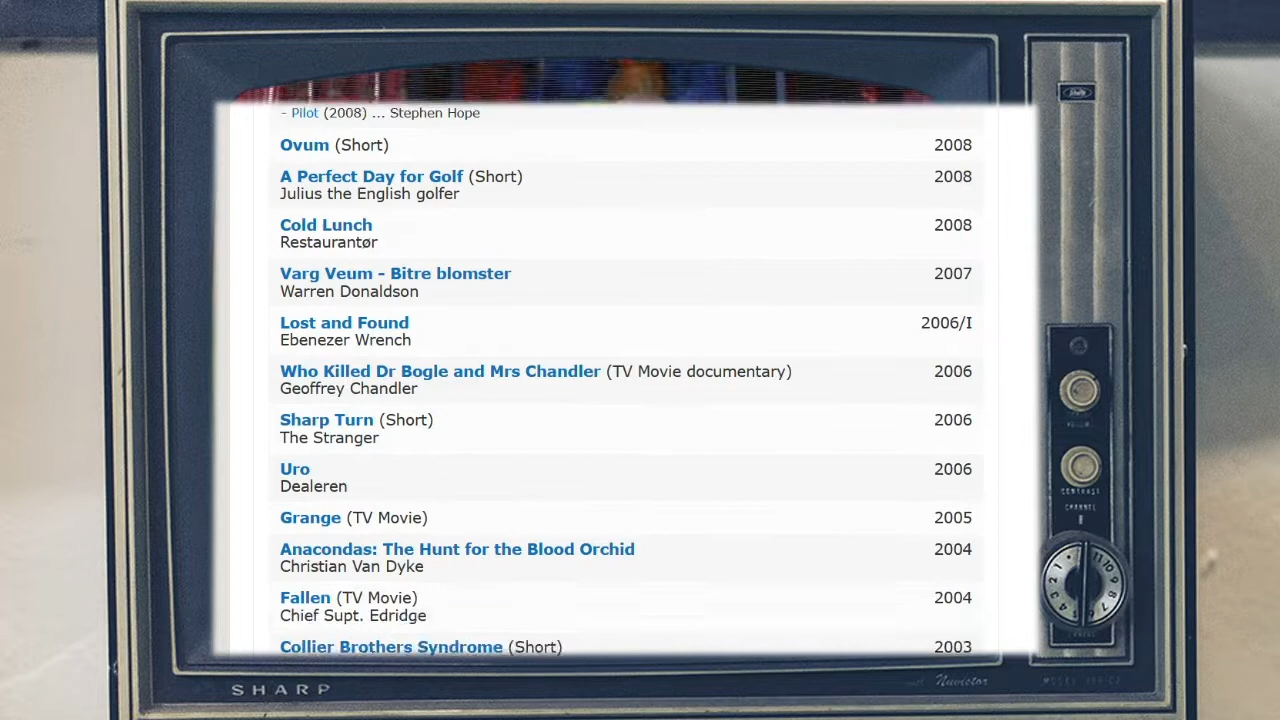 - Pilot (2008) ... Stephen Hope
Ovum (Short) 2008
A Perfect Day for Golf (Short) 2008
Julius the English golfer
Cold Lunch 2008
Restaurantør
Varg Veum - Bitre blomster 2007
Warren Donaldson
Lost and Found 2006/I
Ebenezer Wrench
Who Killed Dr Bogle and Mrs Chandler (TV Movie documentary) 2006
Geoffrey Chandler
Sharp Turn (Short) 2006
The Stranger
Uro 2006
Dealeren
Grange (TV Movie) 2005
Anacondas: The Hunt for the Blood Orchid 2004
Christian Van Dyke
Fallen (TV Movie) 2004
Chief Supt. Edridge
Collier Brothers Syndrome (Short) 2003
VOLUME
CONTRAST
CHANNEL
SHARP
Nuvistor